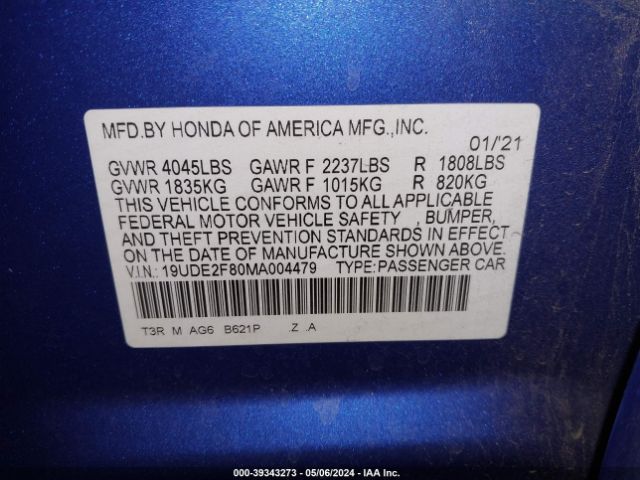 MFD.BY HONDA OF AMERICA MFG.,INC.
01/'21
GVWR 4045LBS GAWR F 2237LBS R 1808LBS
GVWR 1835KG GAWR F 1015KG R 820KG
THIS VEHICLE CONFORMS TO ALL APPLICABLE
FEDERAL MOTOR VEHICLE SAFETY , BUMPER,
AND THEFT PREVENTION STANDARDS IN EFFECT
ON THE DATE OF MANUFACTURE SHOWN ABOVE.
V.I.N.: 19UDE2F80MA004479 TYPE:PASSENGER CAR
T3R M AG6 B621P .Z .A
000-39343273 - 05/06/2024 - IAA Inc.